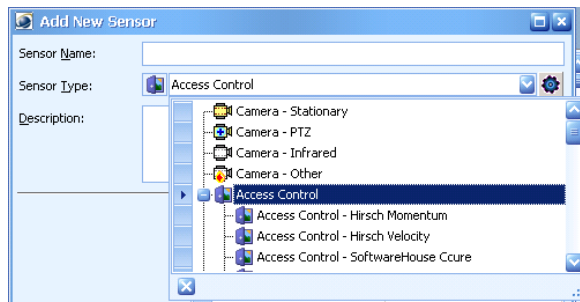 Add New Sensor
Sensor Name:
Sensor Type: Access Control
Description:
Camera - Stationary
Camera - PTZ
Camera - Infrared
Camera - Other
Access Control
Access Control - Hirsch Momentum
Access Control - Hirsch Velocity
Access Control - SoftwareHouse Ccure